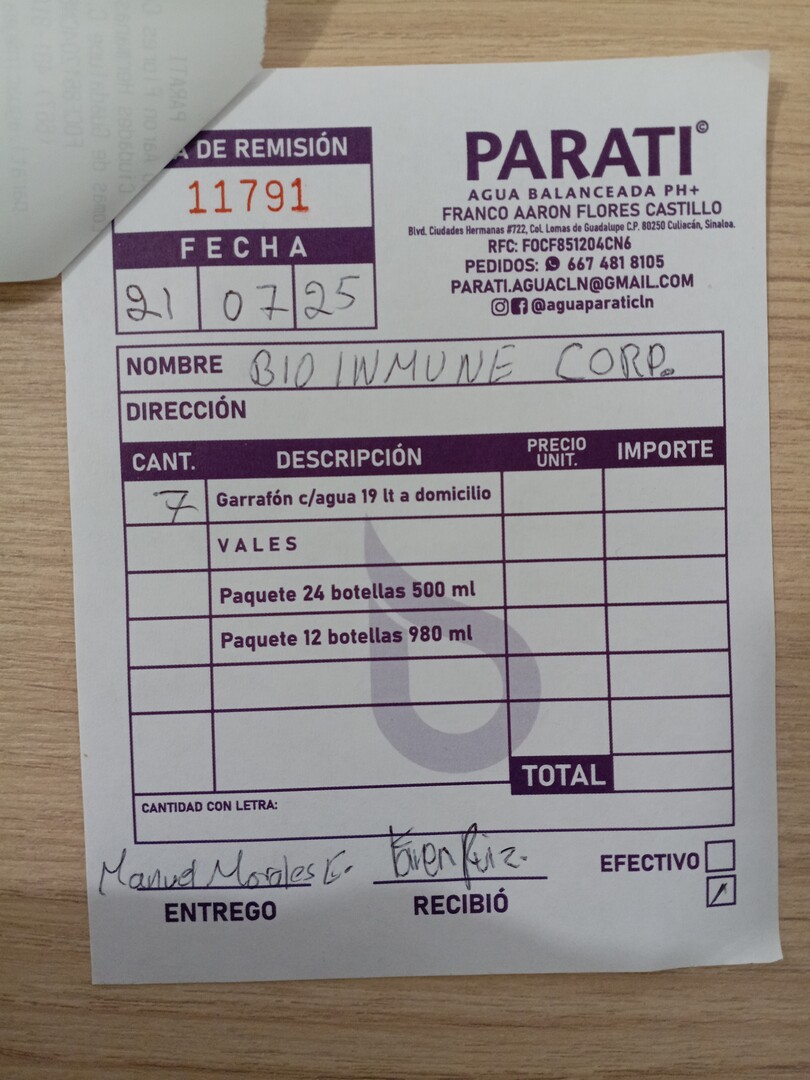 A DE REMISIÓN
11791
FECHA
21 07 25
PARATI©
AGUA BALANCEADA PH+
FRANCO AARON FLORES CASTILLO
Blvd. Ciudades Hermanas #722, Col. Lomas de Guadalupe C.P. 80250 Culiacán, Sinaloa.
RFC: FOCF851204CN6
PEDIDOS: 667 481 8105
PARATI.AGUACLN@GMAIL.COM
@aguaparaticln
NOMBRE BIO INMUNE CORP.
DIRECCIÓN
CANT. DESCRIPCIÓN PRECIO UNIT. IMPORTE
7 Garrafón c/agua 19 lt a domicilio
VALES
Paquete 24 botellas 500 ml
Paquete 12 botellas 980 ml
TOTAL
CANTIDAD CON LETRA:
Manuel Morales E. Karen Ruiz.
ENTREGO RECIBIÓ EFECTIVO